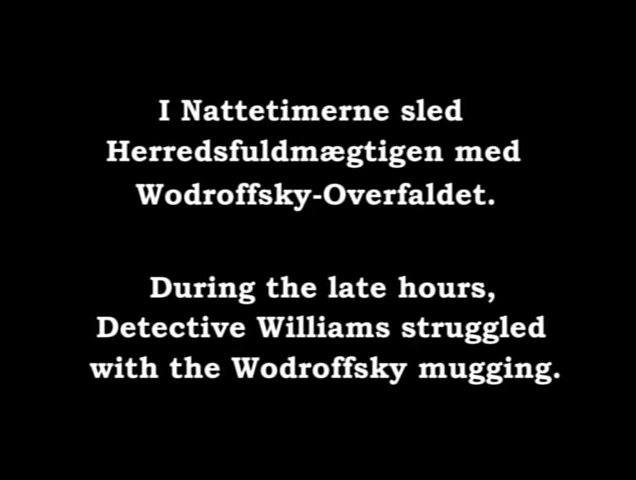 I Nattetimerne sled
Herredsfuldmægtigen med
Wodroffsky-Overfaldet.
During the late hours,
Detective Williams struggled
with the Wodroffsky mugging.